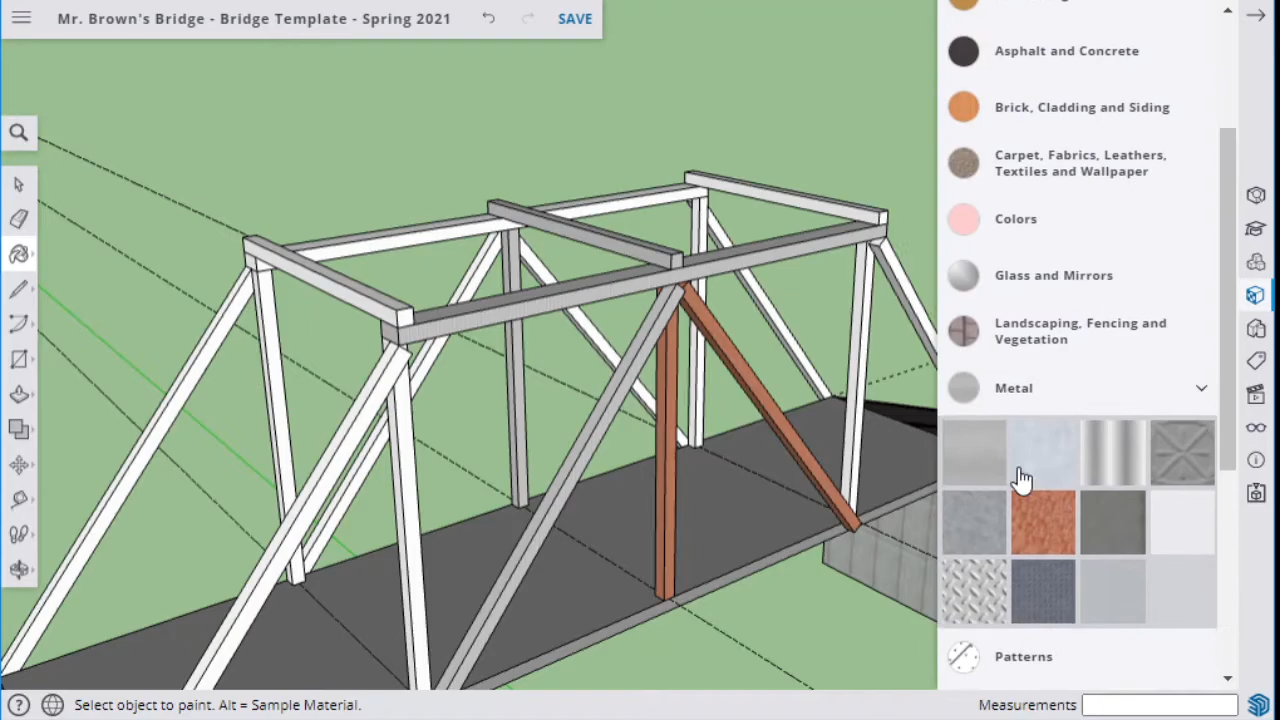 Mr. Brown's Bridge - Bridge Template - Spring 2021
SAVE
Asphalt and Concrete
Brick, Cladding and Siding
Carpet, Fabrics, Leathers,
Textiles and Wallpaper
Colors
Glass and Mirrors
Landscaping, Fencing and
Vegetation
Metal
Patterns
Select object to paint. Alt = Sample Material.
Measurements